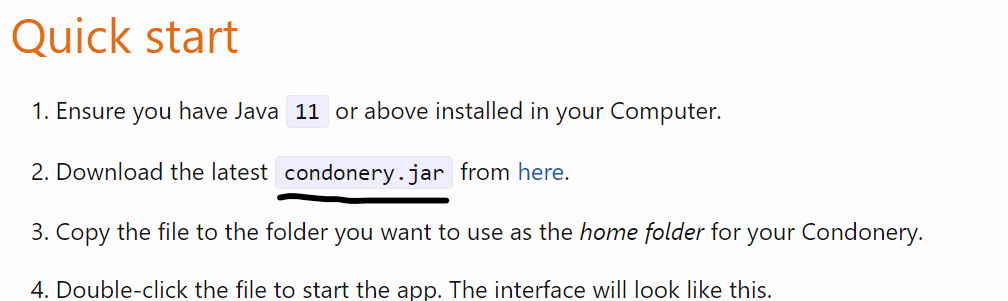 Quick start
1. Ensure you have Java 11 or above installed in your Computer.
2. Download the latest condonery.jar from here.
3. Copy the file to the folder you want to use as the home folder for your Condonery.
4. Double-click the file to start the app. The interface will look like this.